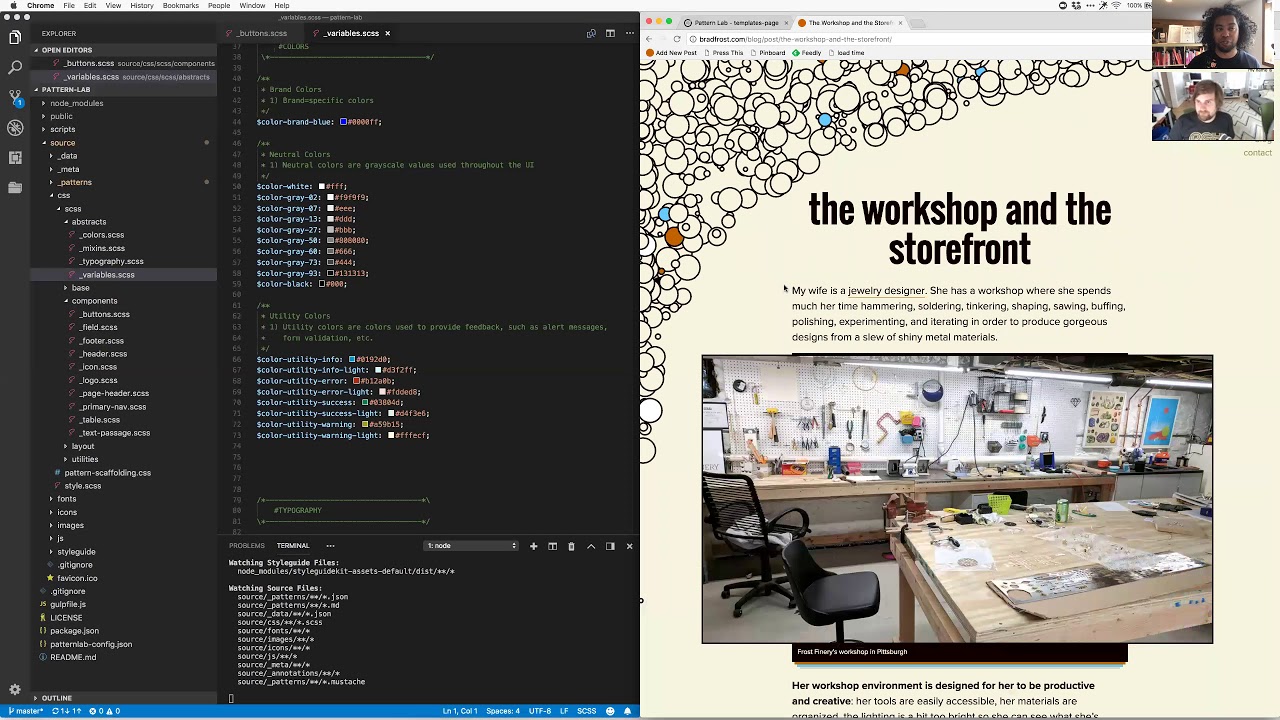 Chrome File Edit View History Bookmarks People Window Help
100%
_variables.scss — pattern-lab
EXPLORER
OPEN EDITORS
_buttons.scss source/css/scss/components
_variables.scss source/css/scss/abstracts
PATTERN-LAB
node_modules
public
scripts
source
_data
_meta
_patterns
css
scss
abstracts
_colors.scss
_mixins.scss
_typography.scss
_variables.scss
base
components
_buttons.scss
_field.scss
_footer.scss
_header.scss
_icon.scss
_logo.scss
_page-header.scss
_primary-nav.scss
_table.scss
_text-passage.scss
layout
utilities
pattern-scaffolding.css
style.scss
fonts
icons
images
js
styleguide
.gitignore
favicon.ico
.gitignore
gulpfile.js
LICENSE
package.json
patternlab-config.json
README.md
OUTLINE
_buttons.scss
_variables.scss
37 #COLORS
38 \*------------------------------------*/
39
40 /**
41 * Brand Colors
42 * 1) Brand=specific colors
43 */
44 $color-brand-blue: #0000ff;
45
46 /**
47 * Neutral Colors
48 * 1) Neutral colors are grayscale values used throughout the UI
49 */
50 $color-white: #fff;
51 $color-gray-02: #f9f9f9;
52 $color-gray-07: #eee;
53 $color-gray-13: #ddd;
54 $color-gray-27: #bbb;
55 $color-gray-50: #808080;
56 $color-gray-60: #666;
57 $color-gray-73: #444;
58 $color-gray-93: #131313;
59 $color-black: #000;
60
61 /**
62 * Utility Colors
63 * 1) Utility colors are colors used to provide feedback, such as alert messages,
64 * form validation, etc.
65 */
66 $color-utility-info: #0192d0;
67 $color-utility-info-light: #d3f2ff;
68 $color-utility-error: #b12a0b;
69 $color-utility-error-light: #fdded8;
70 $color-utility-success: #03804d;
71 $color-utility-success-light: #d4f3e6;
72 $color-utility-warning: #a59b15;
73 $color-utility-warning-light: #fffecf;
74
75
76
77
78
79 /*------------------------------------*\
80 #TYPOGRAPHY
81 \*------------------------------------*/
82
PROBLEMS TERMINAL ••• 1: node
Watching Styleguide Files:
node_modules/styleguidekit-assets-default/dist/**/*
Watching Source Files:
source/_patterns/**/*.json
source/_patterns/**/*.md
source/_data/**/*.json
source/css/**/*.scss
source/fonts/**/*
source/images/**/*
source/icons/**/*
source/js/**/*
source/_meta/**/*
source/_annotations/**/*
source/_patterns/**/*.mustache
master* 1↓ 1↑ 0 0
Ln 1, Col 1 Spaces: 4 UTF-8 LF SCSS
Pattern Lab - templates-page
The Workshop and the Storef
bradfrost.com/blog/post/the-workshop-and-the-storefront/
Add New Post Press This Pinboard Feedly load time
contact
the workshop and the
storefront
My wife is a jewelry designer. She has a workshop where she spends
much her time hammering, soldering, tinkering, shaping, sawing, buffing,
polishing, experimenting, and iterating in order to produce gorgeous
designs from a slew of shiny metal materials.
Frost Finery's workshop in Pittsburgh
Her workshop environment is designed for her to be productive
and creative: her tools are easily accessible, her materials are
organized, the lighting is a bit too bright so she can see what she's